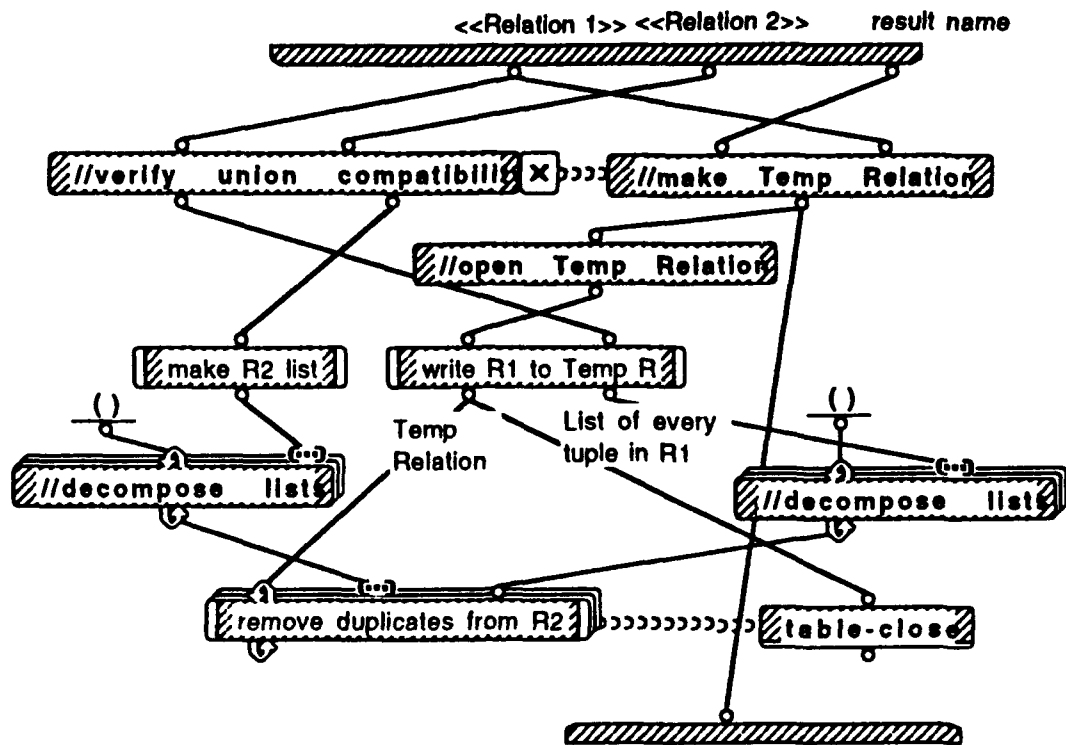 <<Relation 1>> <<Relation 2>> result name
//verify union compatibili
//make Temp Relation
//open Temp Relation
make R2 list
write R1 to Temp R
( )
Temp
Relation
List of every
tuple in R1
( )
//decompose lists
//decompose lists
remove duplicates from R2
table-close